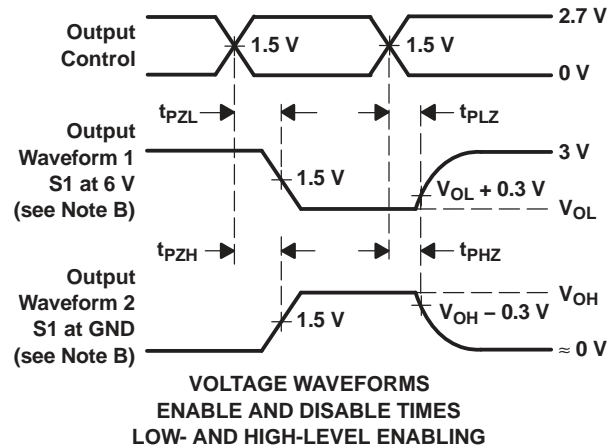 2.7 V
Output
Control
1.5 V
1.5 V
0 V
tPZL
tPLZ
Output
Waveform 1
S1 at 6 V
(see Note B)
3 V
1.5 V
VOL + 0.3 V
VOL
tPZH
tPHZ
Output
Waveform 2
S1 at GND
(see Note B)
VOH
1.5 V
VOH − 0.3 V
≈ 0 V
VOLTAGE WAVEFORMS
ENABLE AND DISABLE TIMES
LOW- AND HIGH-LEVEL ENABLING